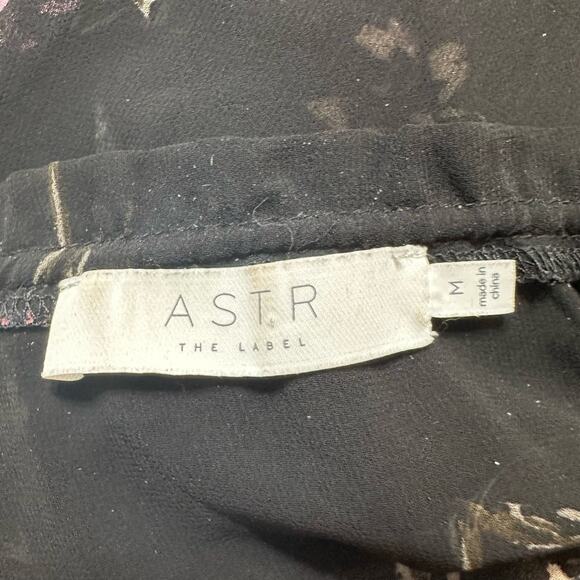 ASTR
THE LABEL
M
made in
china